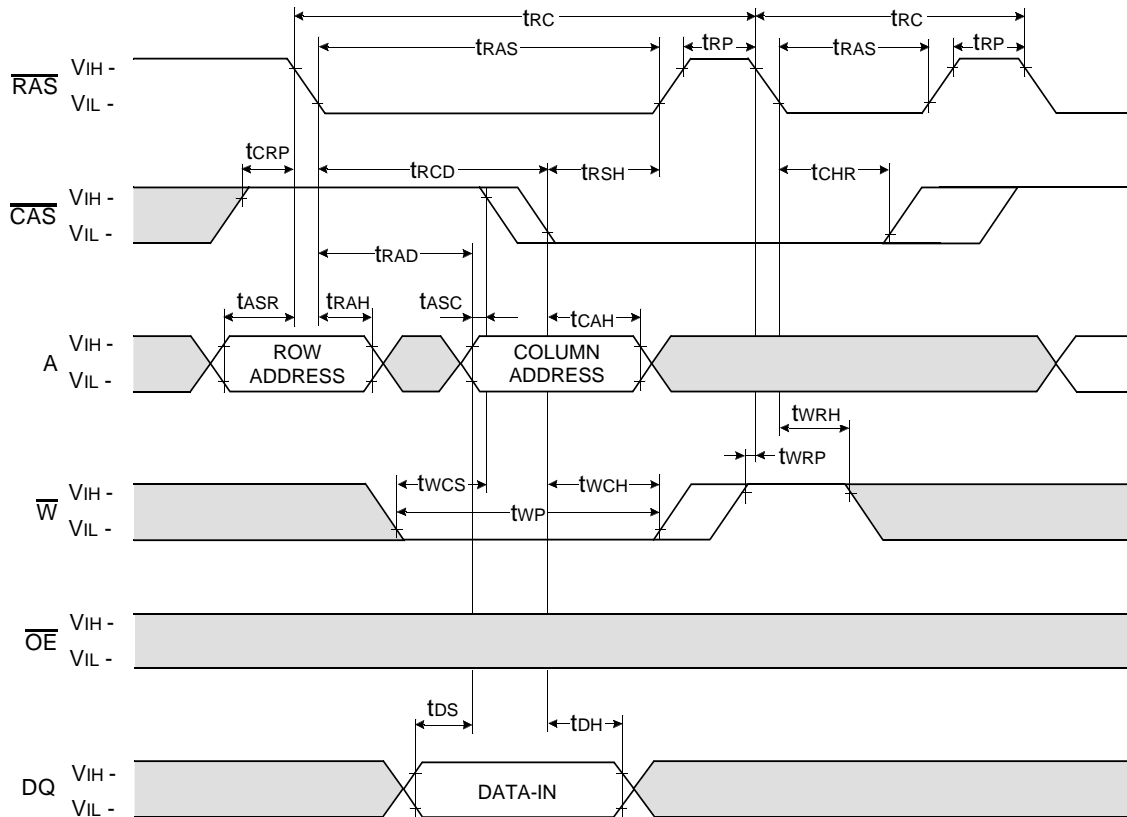 tRC tRC
tRAS tRP tRAS tRP
RAS VIH -
VIL -
tCRP tRCD tRSH tCHR
CAS VIH -
VIL -
tRAD
tASR tRAH tASC tCAH
A VIH -
VIL -
ROW
ADDRESS
COLUMN
ADDRESS
tWRH
tWRP
tWCS tWCH
W VIH -
VIL -
tWP
OE VIH -
VIL -
tDS tDH
DQ VIH -
VIL -
DATA-IN